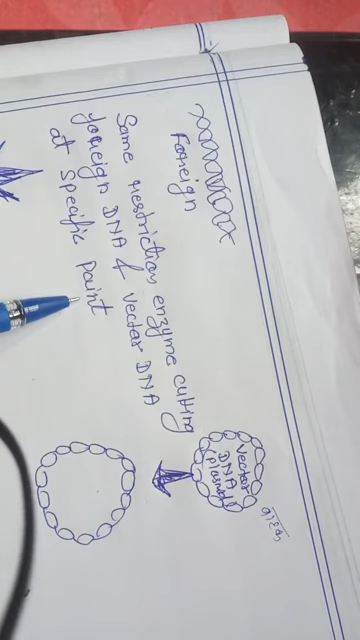 Foreign
Same restriction enzyme cutting
foreign DNA & vector DNA
at specific point
Vector
DNA
(plasmid)